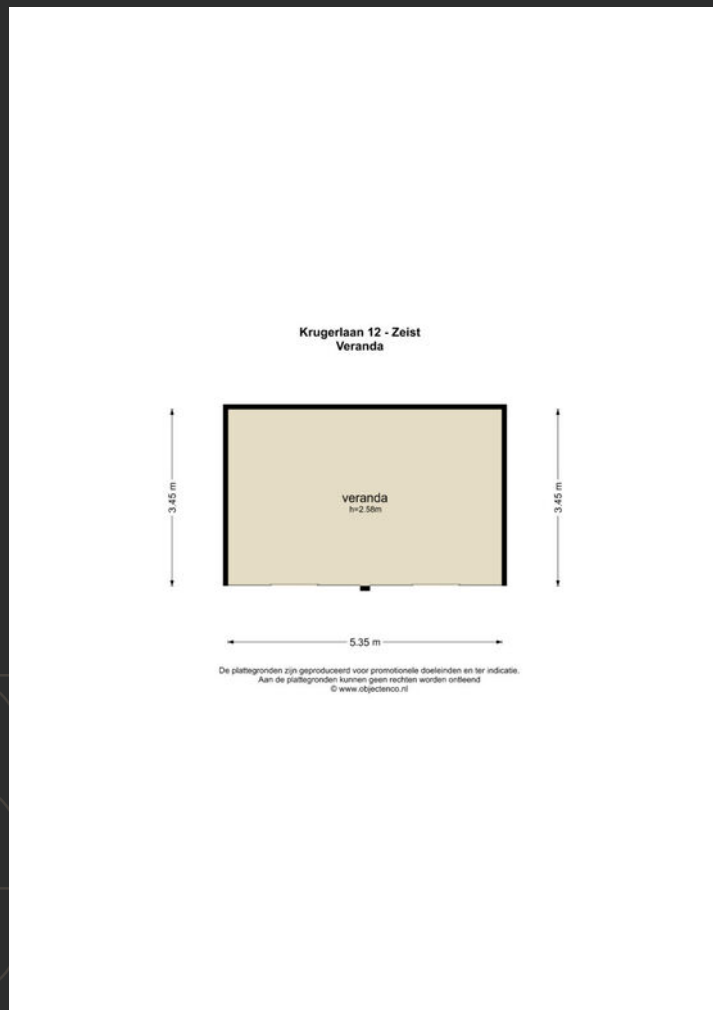 Krugerlaan 12 - Zeist
Veranda
3.45 m
veranda
h=2.58m
3.45 m
5.35 m
De plattegronden zijn geproduceerd voor promotionele doeleinden en ter indicatie.
Aan de plattegronden kunnen geen rechten worden ontleend
© www.objectenco.nl